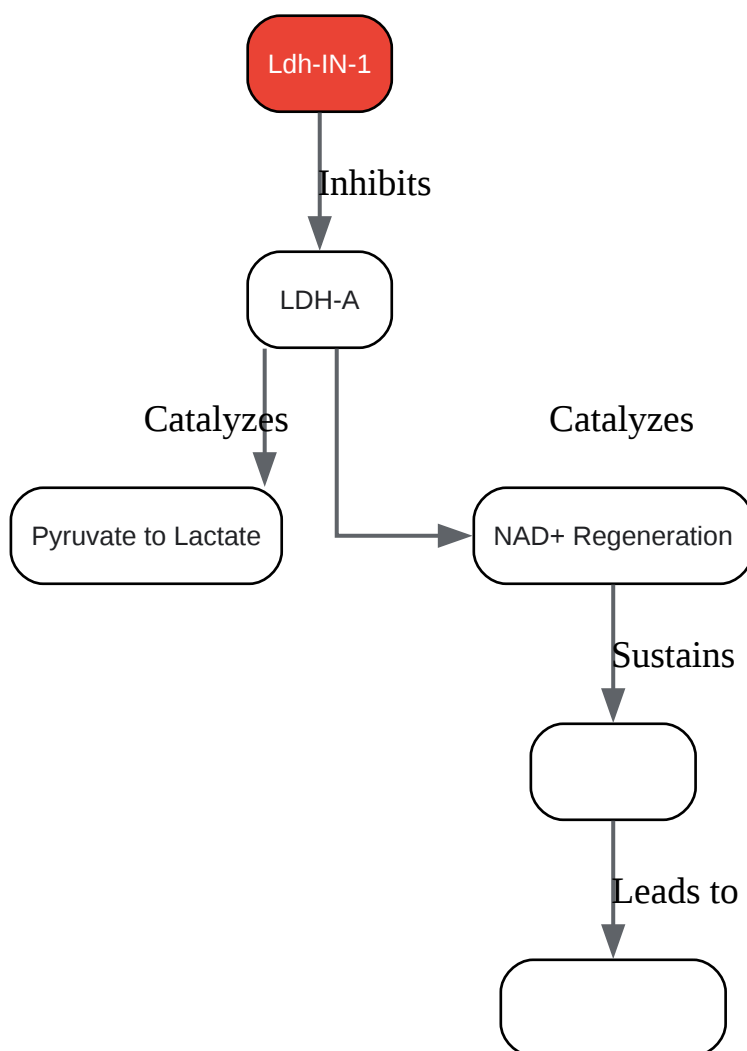 Ldh-IN-1
Inhibits
LDH-A
Catalyzes
Catalyzes
Pyruvate to Lactate
NAD+ Regeneration
Sustains
Leads to